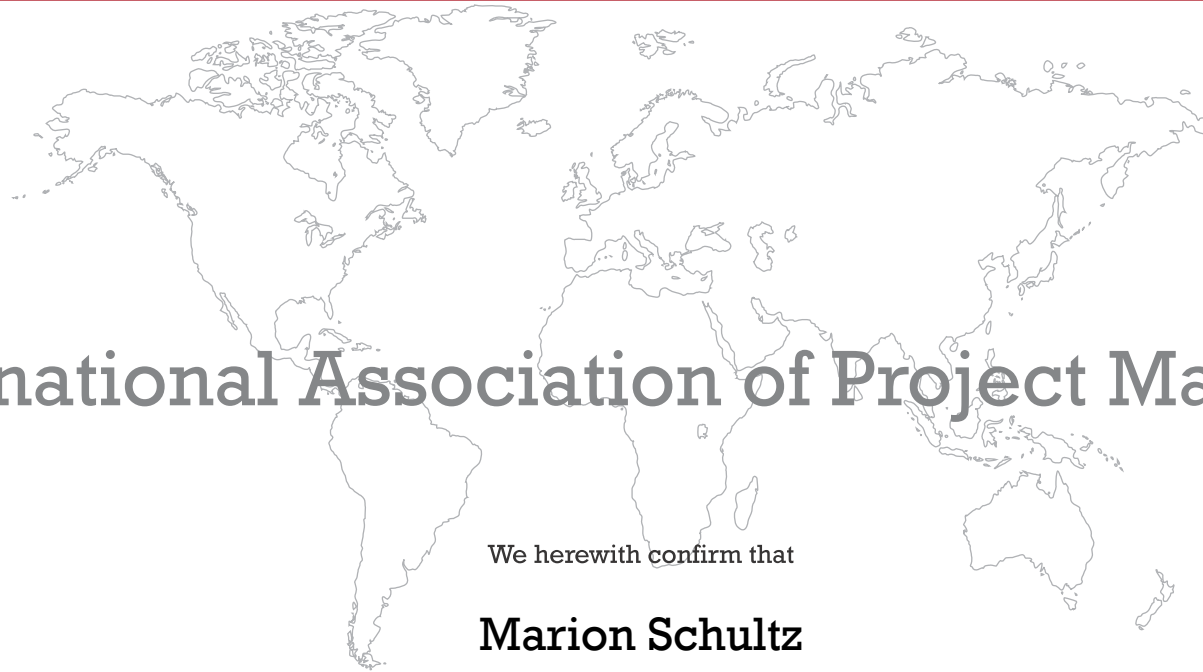 national Association of Project Ma
We herewith confirm that
Marion Schultz